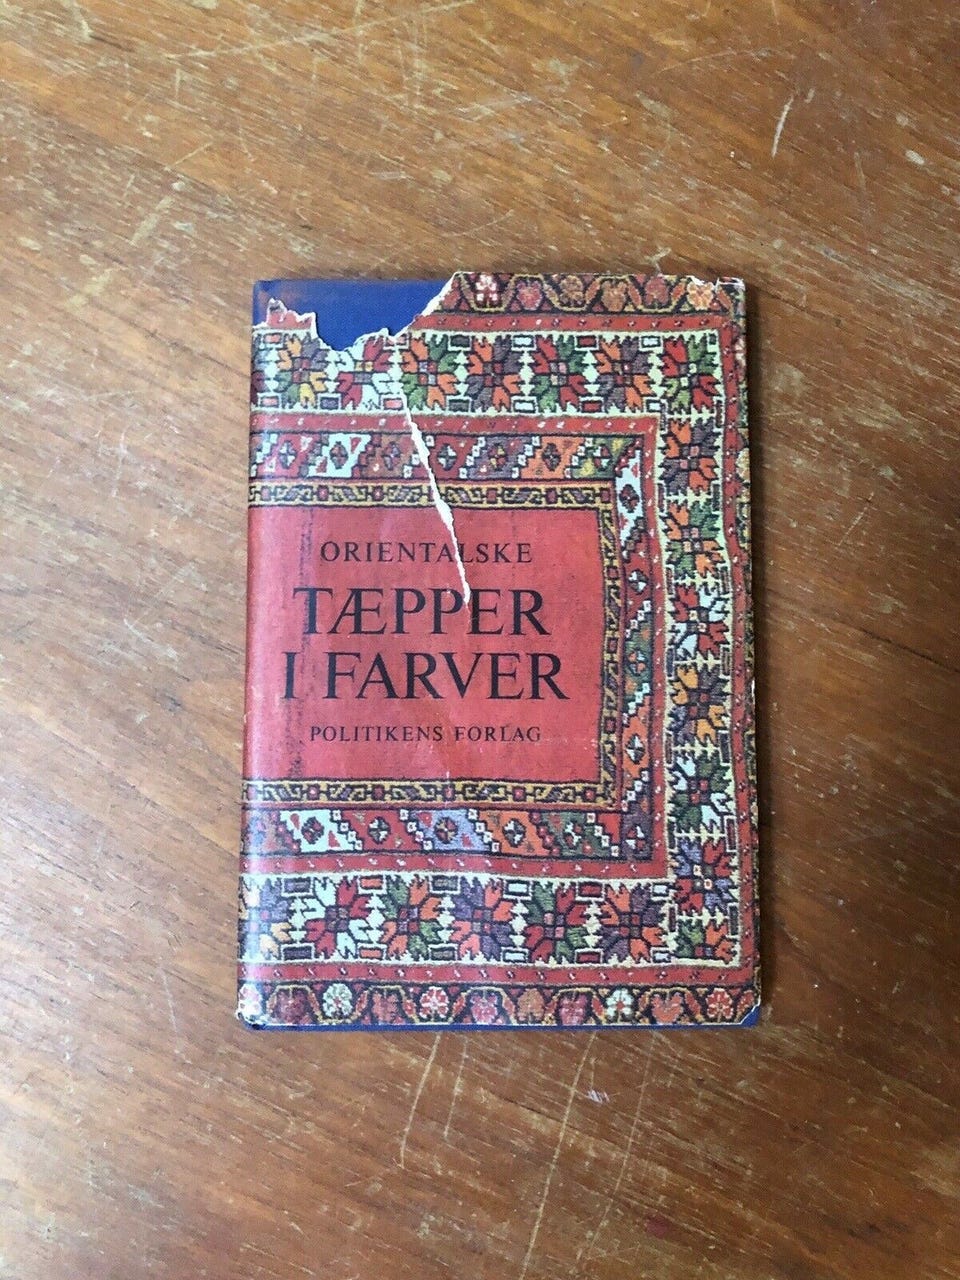 ORIENTALSKE
TÆPPER
I FARVER
POLITIKENS FORLAG